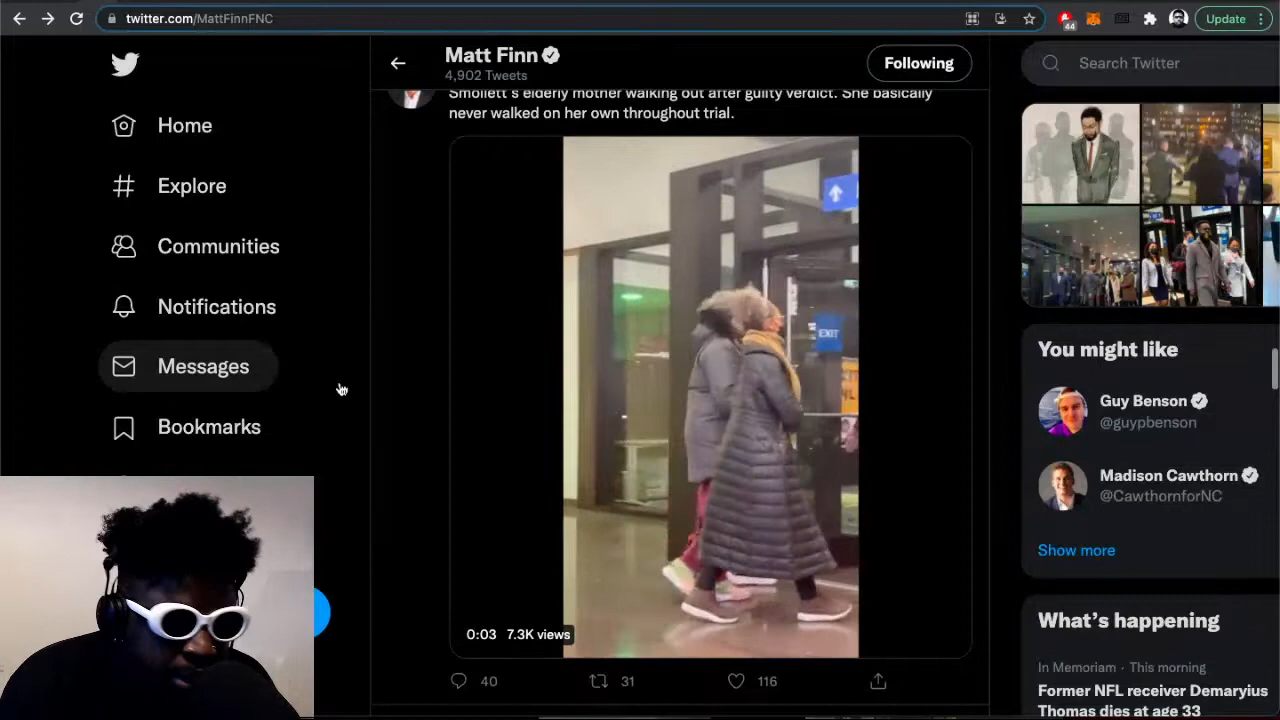 twitter.com/MattFinnFNC
44
Update
Home
Explore
Communities
Notifications
Messages
Bookmarks
Matt Finn
4,902 Tweets
Following
Smollett's elderly mother walking out after guilty verdict. She basically
never walked on her own throughout trial.
EXIT
0:03 7.3K views
40
31
116
Search Twitter
You might like
Guy Benson
@guypbenson
Madison Cawthorn
@CawthornforNC
Show more
What's happening
In Memoriam · This morning
Former NFL receiver Demaryius
Thomas dies at age 33